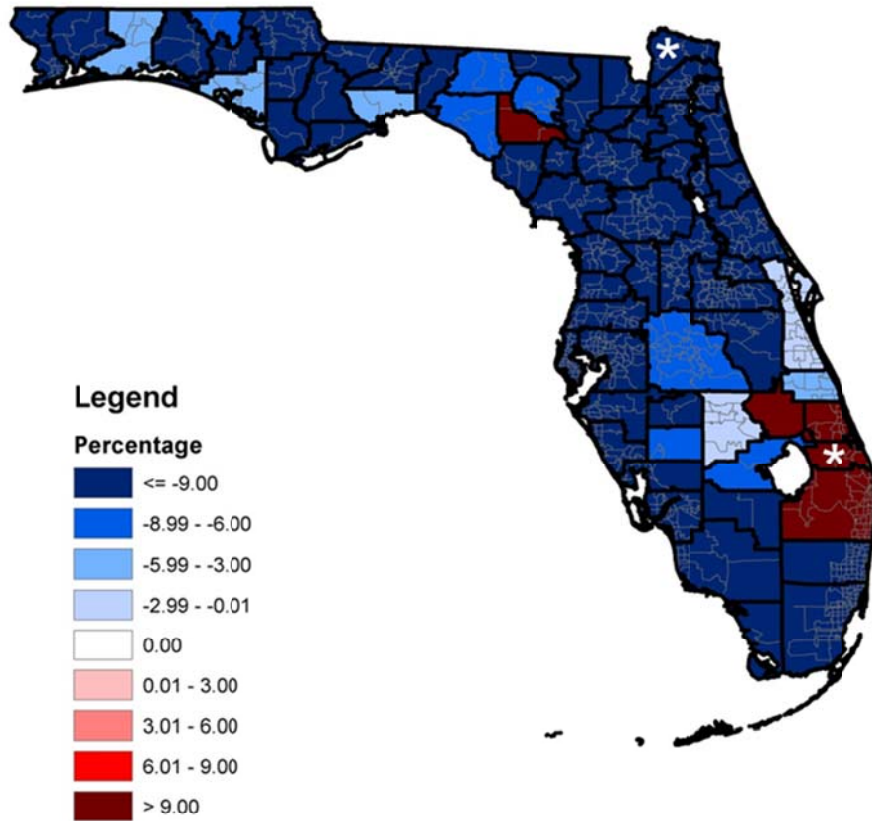 *
*
Legend
Percentage
<= -9.00
-8.99 - -6.00
-5.99 - -3.00
-2.99 - -0.01
0.00
0.01 - 3.00
3.01 - 6.00
6.01 - 9.00
> 9.00